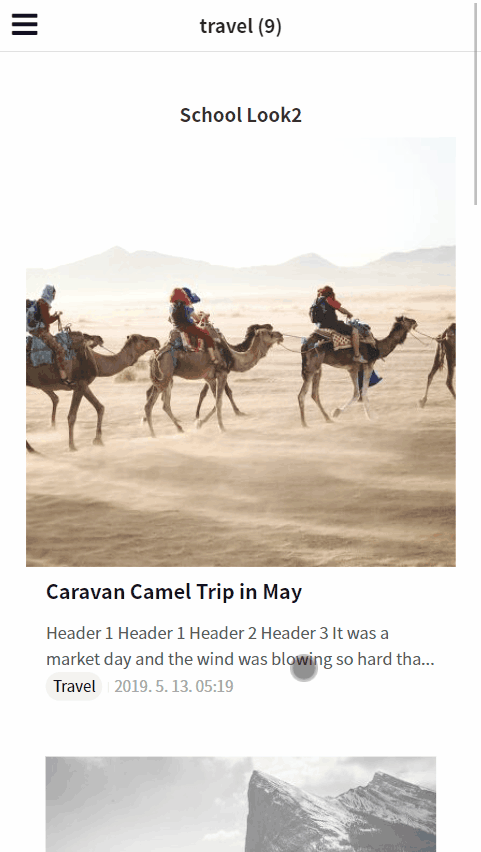 travel (9)
School Look2
Caravan Camel Trip in May
Header 1 Header 1 Header 2 Header 3 It was a
market day and the wind was blowing so hard tha...
Travel 2019. 5. 13. 05:19